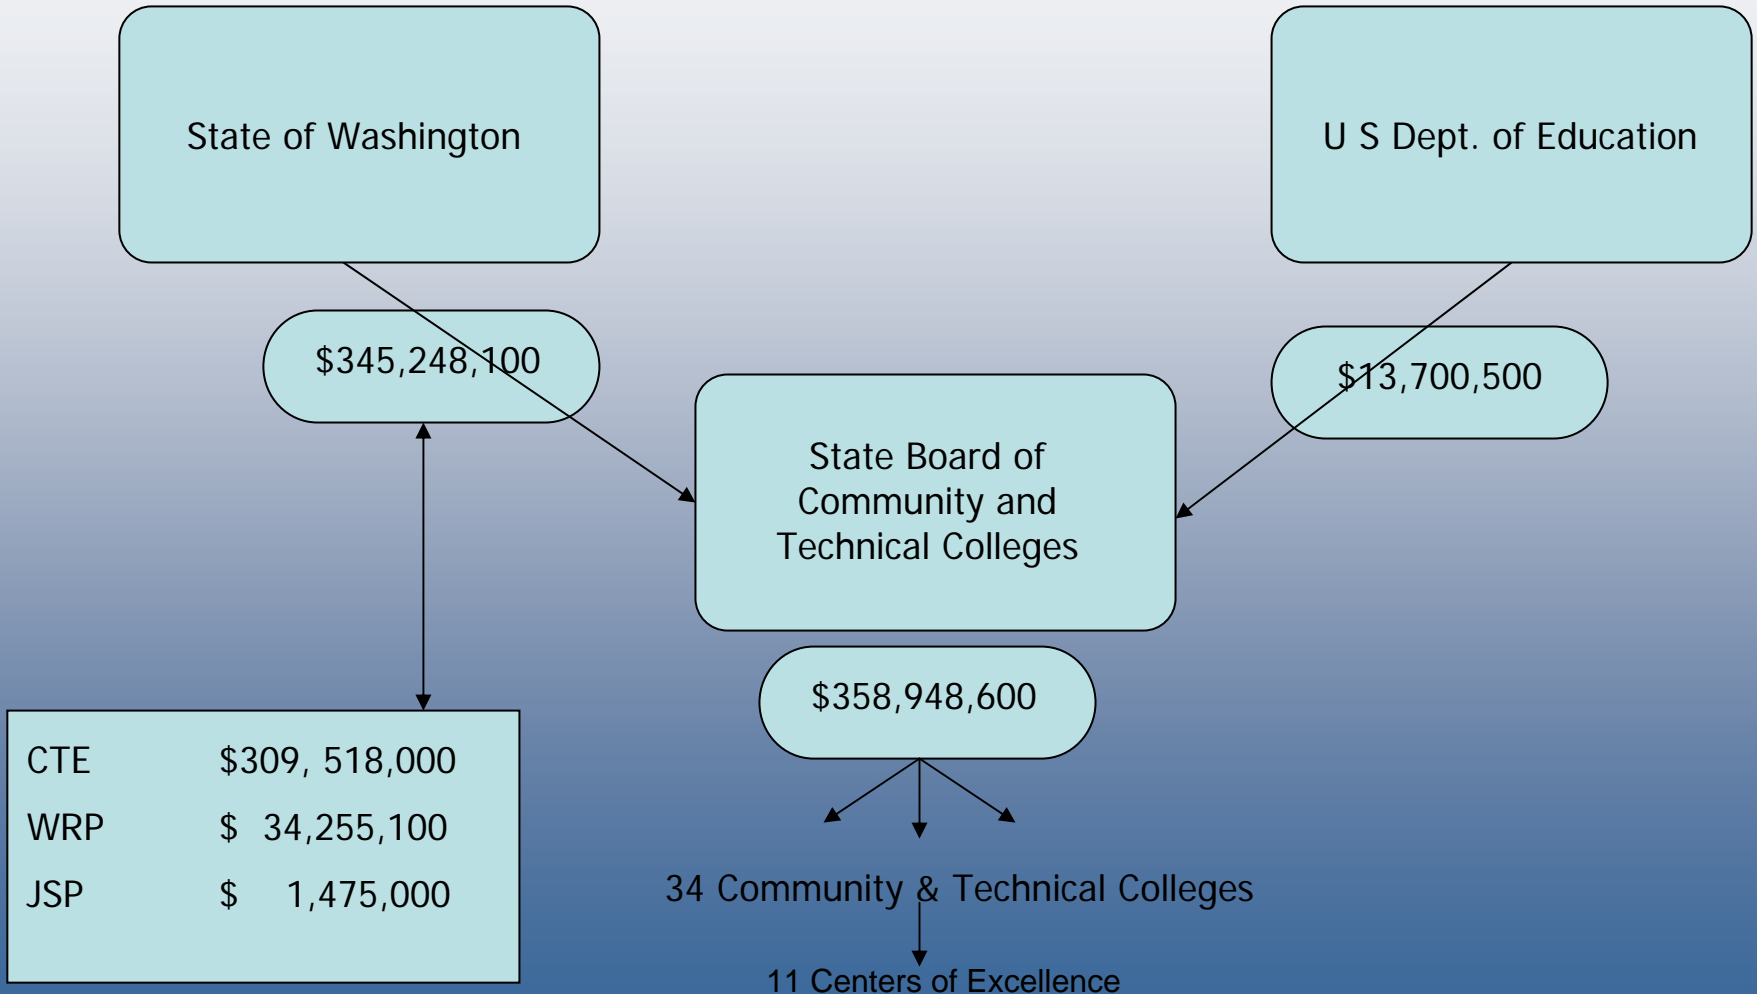 State of Washington
U S Dept. of Education
$345,248,100
$13,700,500
State Board of
Community and
Technical Colleges
$358,948,600
CTE $309, 518,000
WRP $ 34,255,100
JSP $ 1,475,000
34 Community & Technical Colleges
11 Centers of Excellence